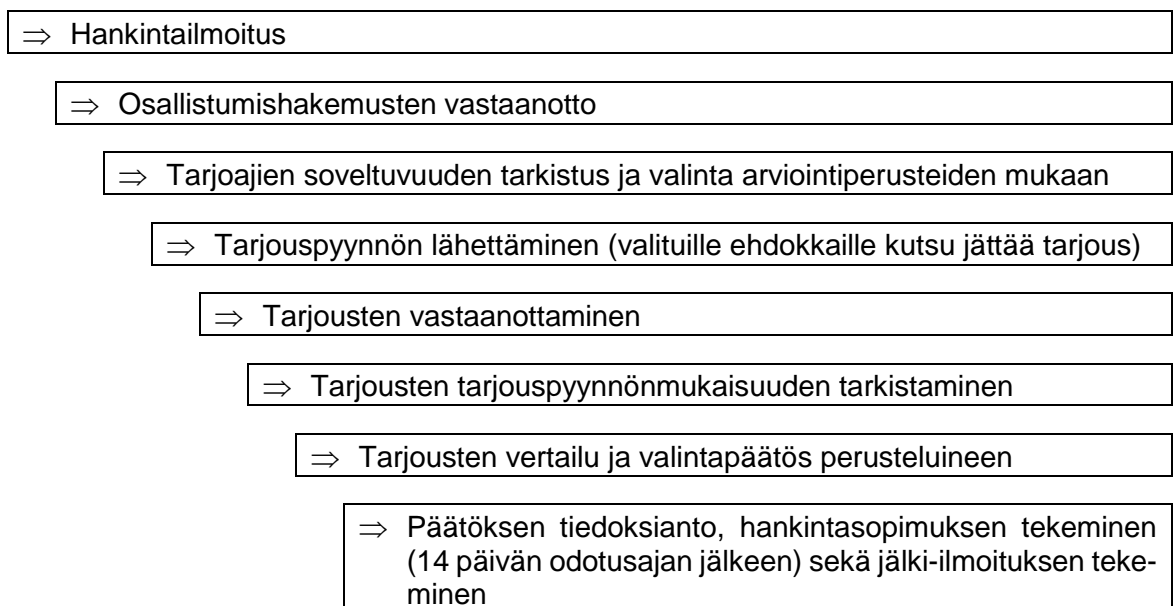 ⇒ Hankintailmoitus
⇒ Osallistumishakemusten vastaanotto
⇒ Tarjoajien soveltuvuuden tarkistus ja valinta arviointiperusteiden mukaan
⇒ Tarjouspyynnön lähettäminen (valituille ehdokkaille kutsu jättää tarjous)
⇒ Tarjousten vastaanottaminen
⇒ Tarjousten tarjouspyynnönmukaisuuden tarkistaminen
⇒ Tarjousten vertailu ja valintapäätös perusteluineen
⇒ Päätöksen tiedoksianto, hankintasopimuksen tekeminen
(14 päivän odotusajan jälkeen) sekä jälki-ilmoituksen teke-
minen